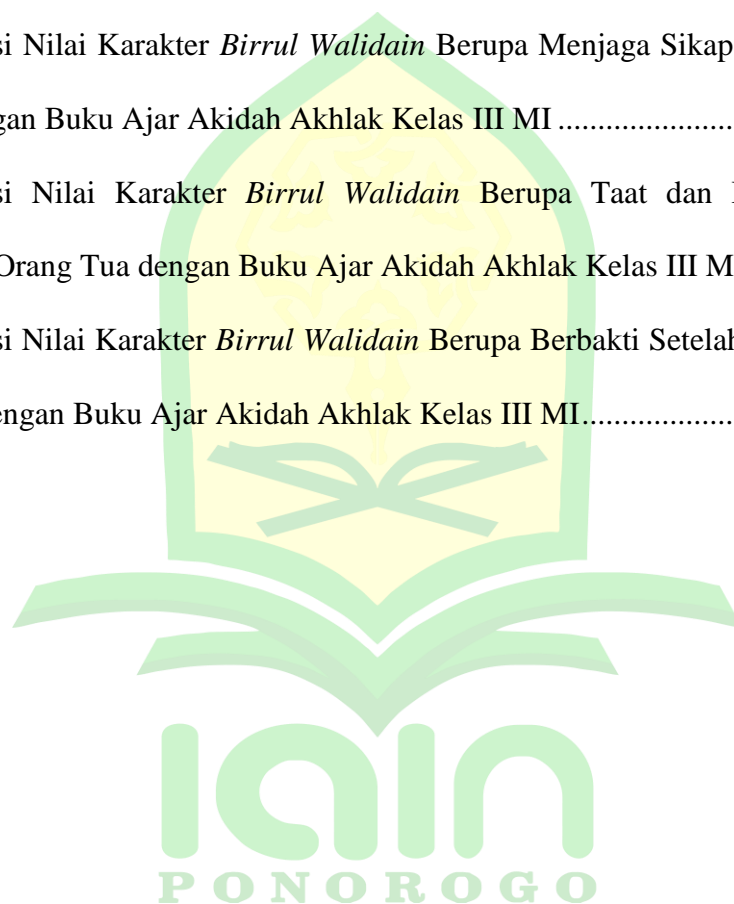 si Nilai Karakter Birrul Walidain Berupa Menjaga Sikap
gan Buku Ajar Akidah Akhlak Kelas III MI ......................
si Nilai Karakter Birrul Walidain Berupa Taat dan
Orang Tua dengan Buku Ajar Akidah Akhlak Kelas III M
si Nilai Karakter Birrul Walidain Berupa Berbakti Setelah
engan Buku Ajar Akidah Akhlak Kelas III MI...................
iain
PONOROGO